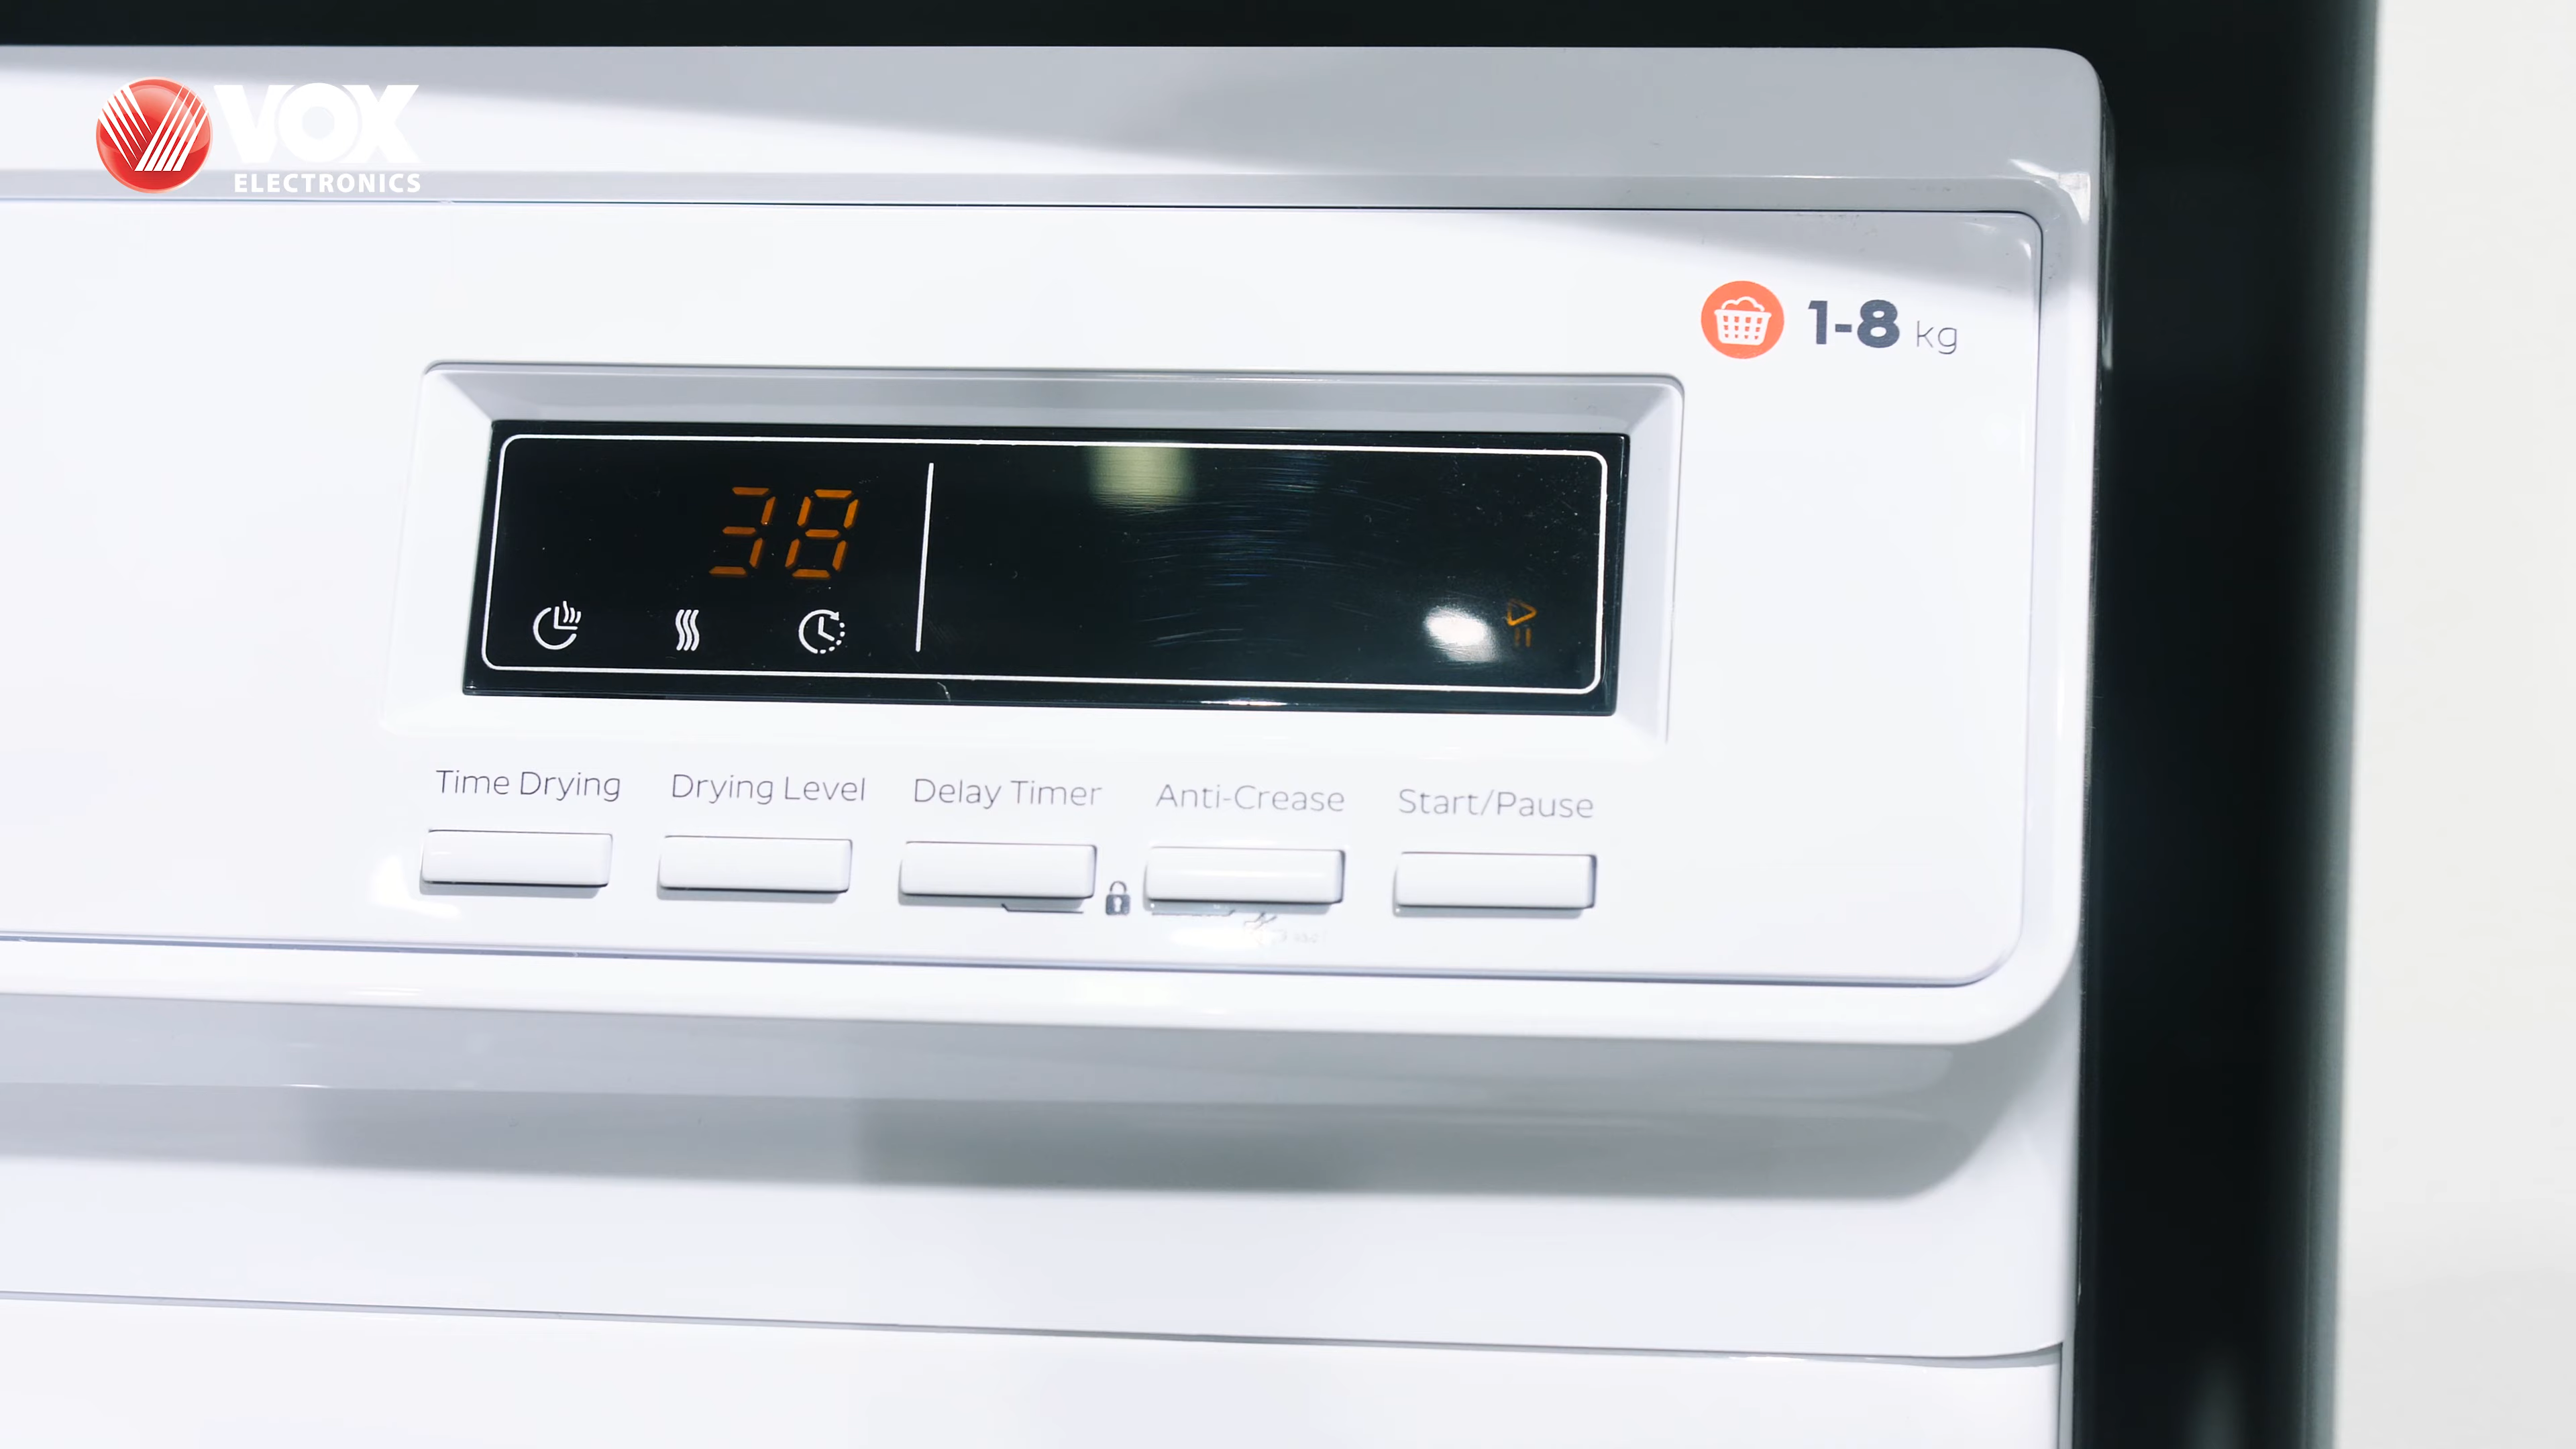 VOX
ELECTRONICS
1-8 kg
38
Time Drying
Drying Level
Delay Timer
Anti-Crease
Start/Pause